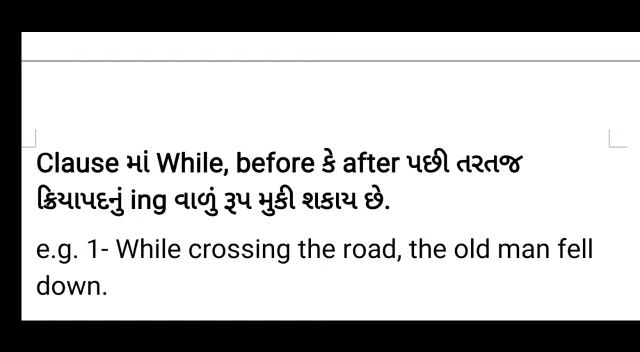 Clause માં While, before કે after પછી તરતજ
ક્રિયાપદનું ing વાળું રૂપ મુકી શકાય છે.
e.g. 1- While crossing the road, the old man fell
down.